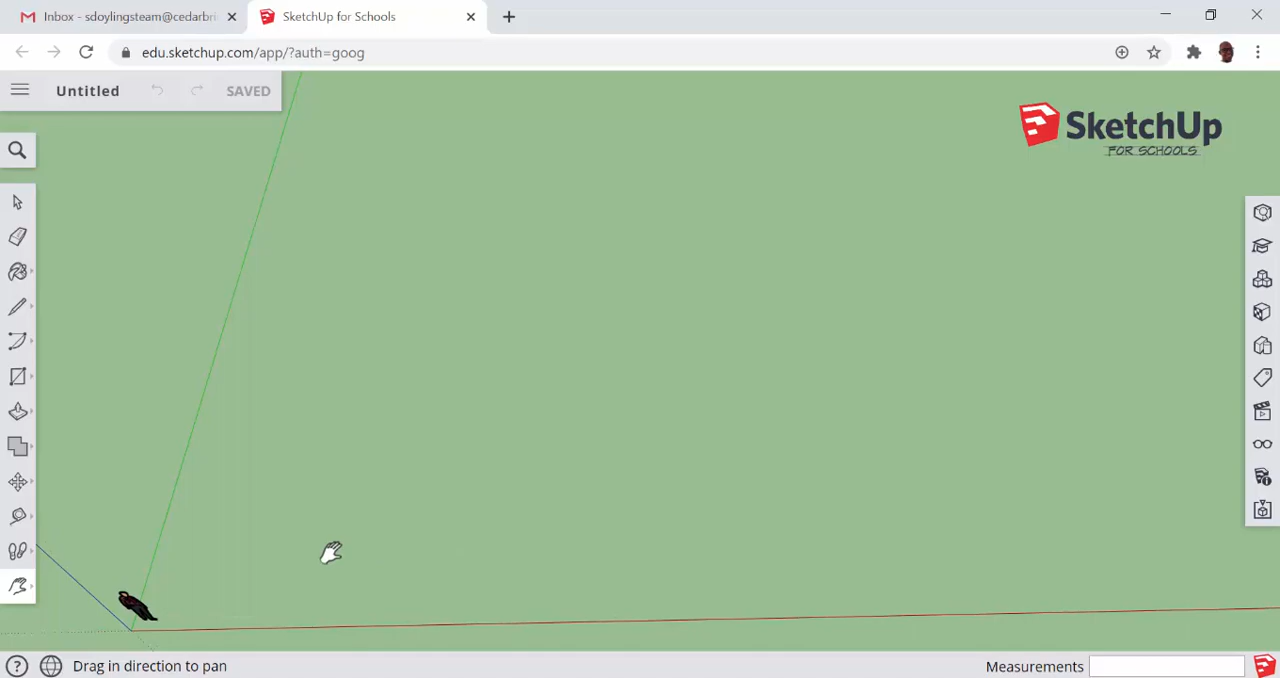 Inbox - sdoylingsteam@cedarbri
SketchUp for Schools
edu.sketchup.com/app/?auth=goog
Untitled
SAVED
SketchUp
FOR SCHOOLS
Drag in direction to pan
Measurements